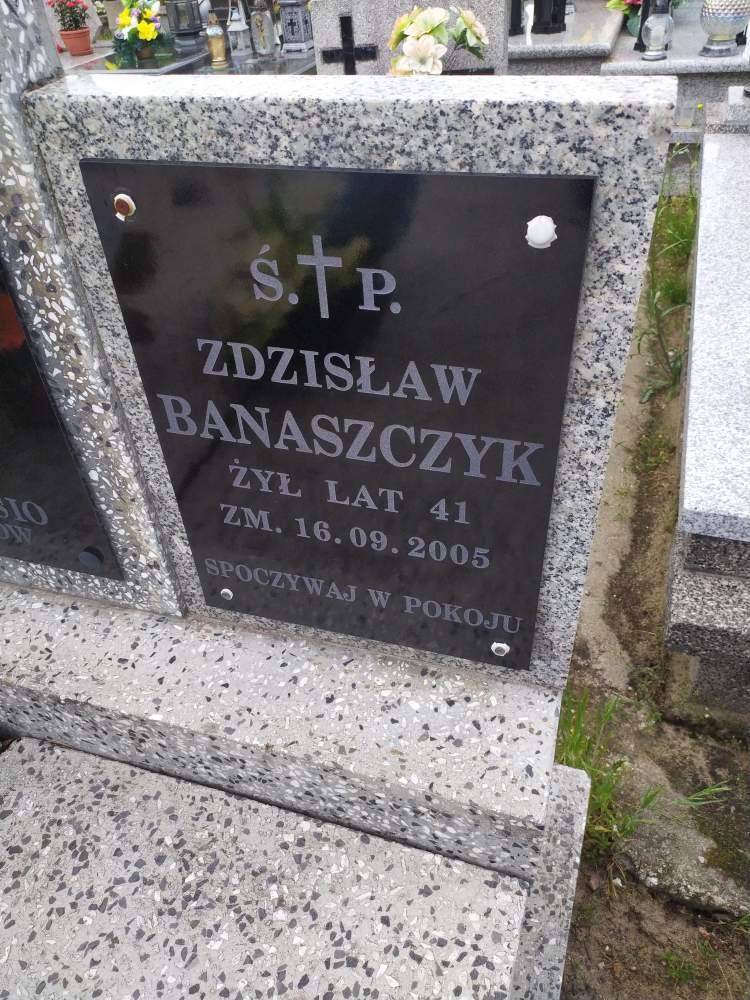 Ś. P.
ZDZISŁAW
BANASZCZYK
ŻYŁ LAT 41
ZM. 16.09.2005
SPOCZYWAJ W POKOJU